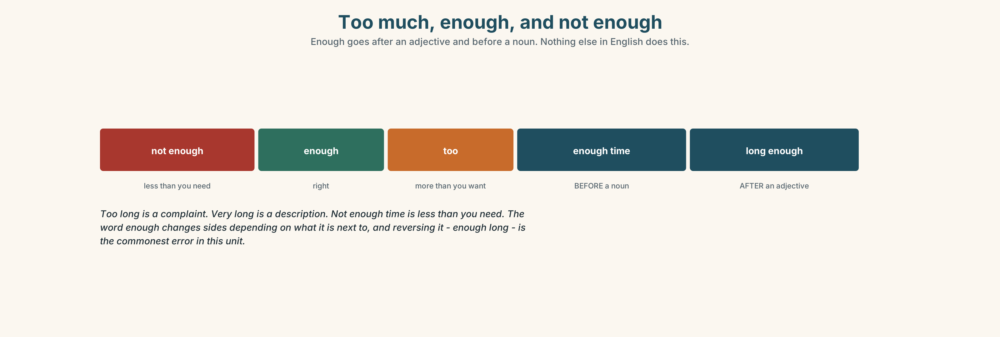 Too much, enough, and not enough
Enough goes after an adjective and before a noun. Nothing else in English does this.
not enough
enough
too
enough time
long enough
less than you need
right
more than you want
BEFORE a noun
AFTER an adjective
Too long is a complaint. Very long is a description. Not enough time is less than you need. The
word enough changes sides depending on what it is next to, and reversing it - enough long - is
the commonest error in this unit.